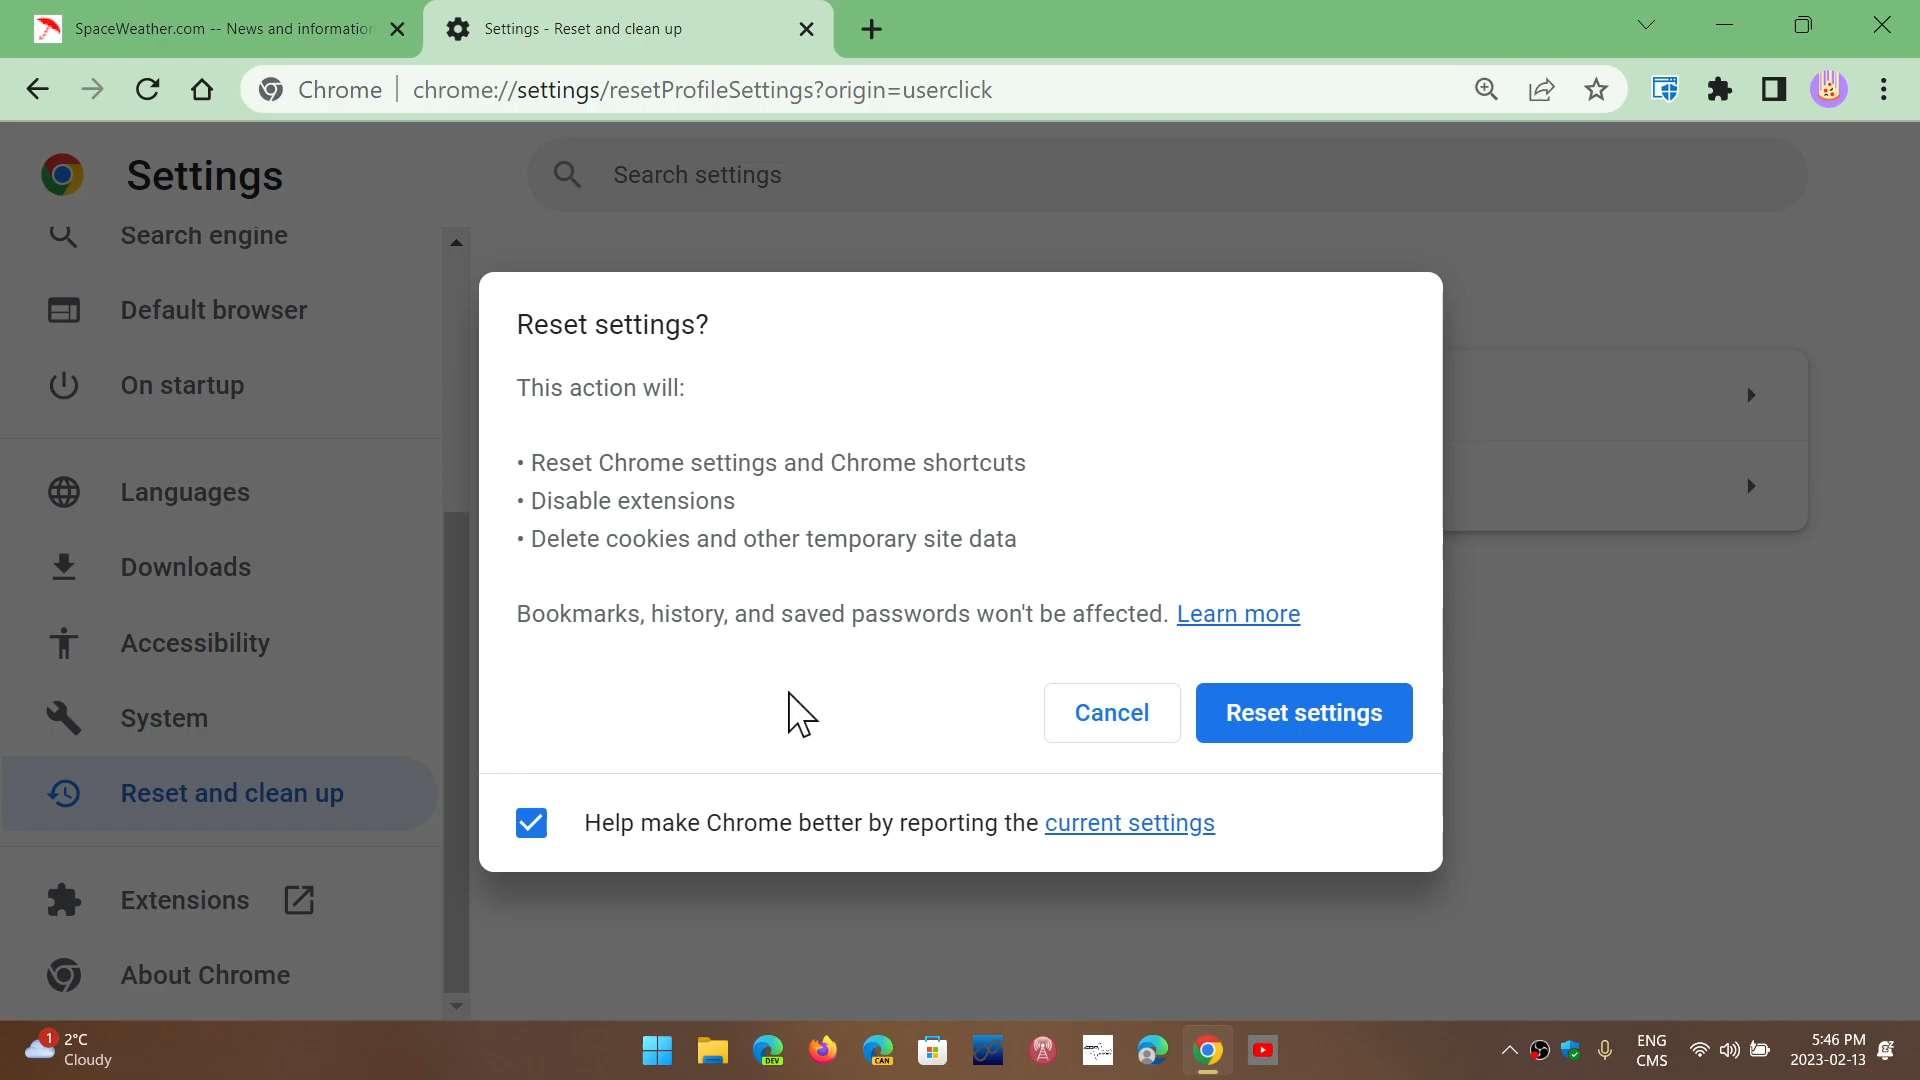 SpaceWeather.com -- News and information
Settings - Reset and clean up
Chrome
chrome://settings/resetProfileSettings?origin=userclick
Settings
Search settings
Search engine
Default browser
On startup
Languages
Downloads
Accessibility
System
Reset and clean up
Extensions
About Chrome
Reset settings?
This action will:
• Reset Chrome settings and Chrome shortcuts
• Disable extensions
• Delete cookies and other temporary site data
Bookmarks, history, and saved passwords won't be affected. Learn more
Cancel
Reset settings
Help make Chrome better by reporting the current settings
1
2°C
Cloudy
DEV
CAN
ENG
CMS
5:46 PM
2023-02-13